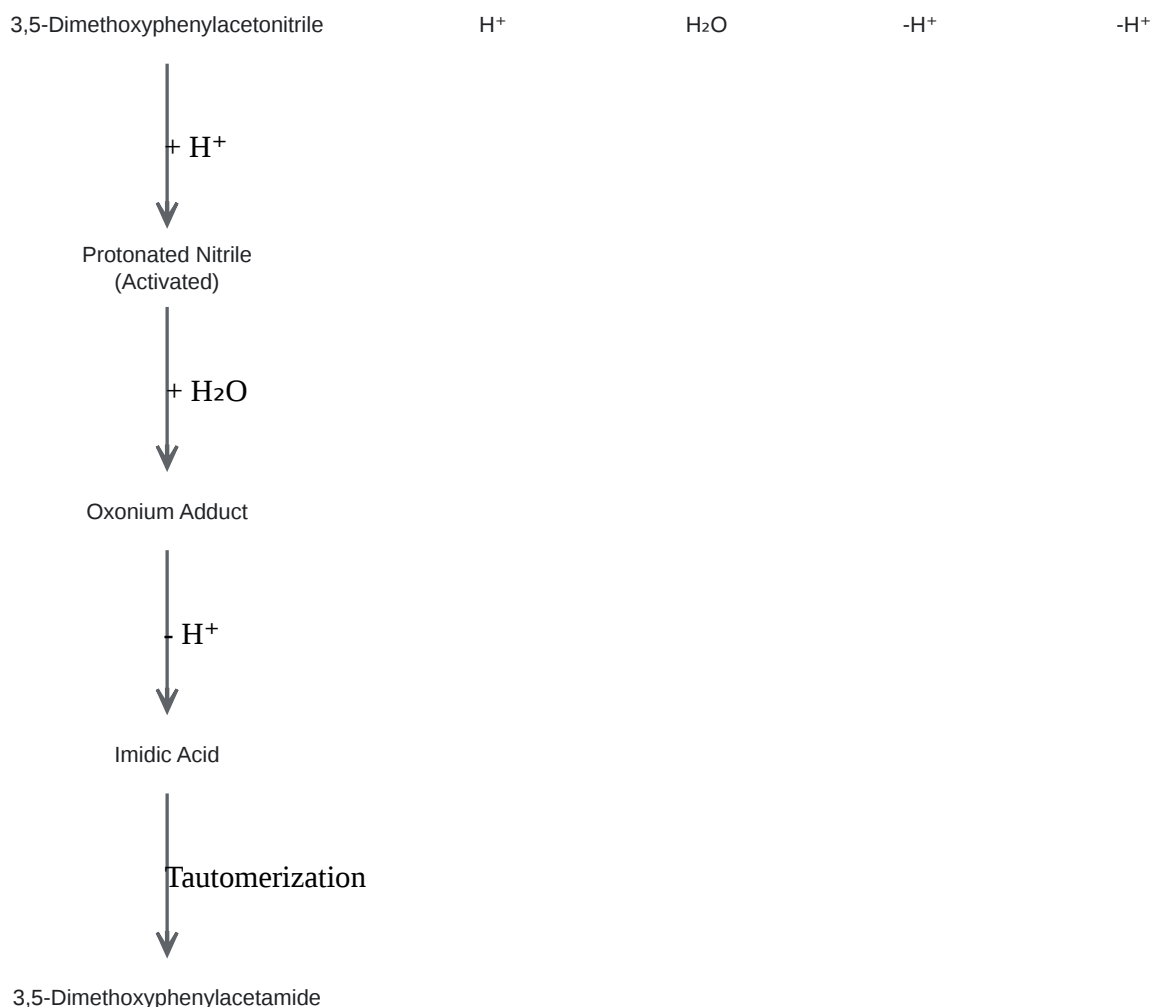 3,5-Dimethoxyphenylacetonitrile H⁺ H₂O -H⁺ -H⁺
+ H⁺
Protonated Nitrile
(Activated)
+ H₂O
Oxonium Adduct
- H⁺
Imidic Acid
Tautomerization
3,5-Dimethoxyphenylacetamide